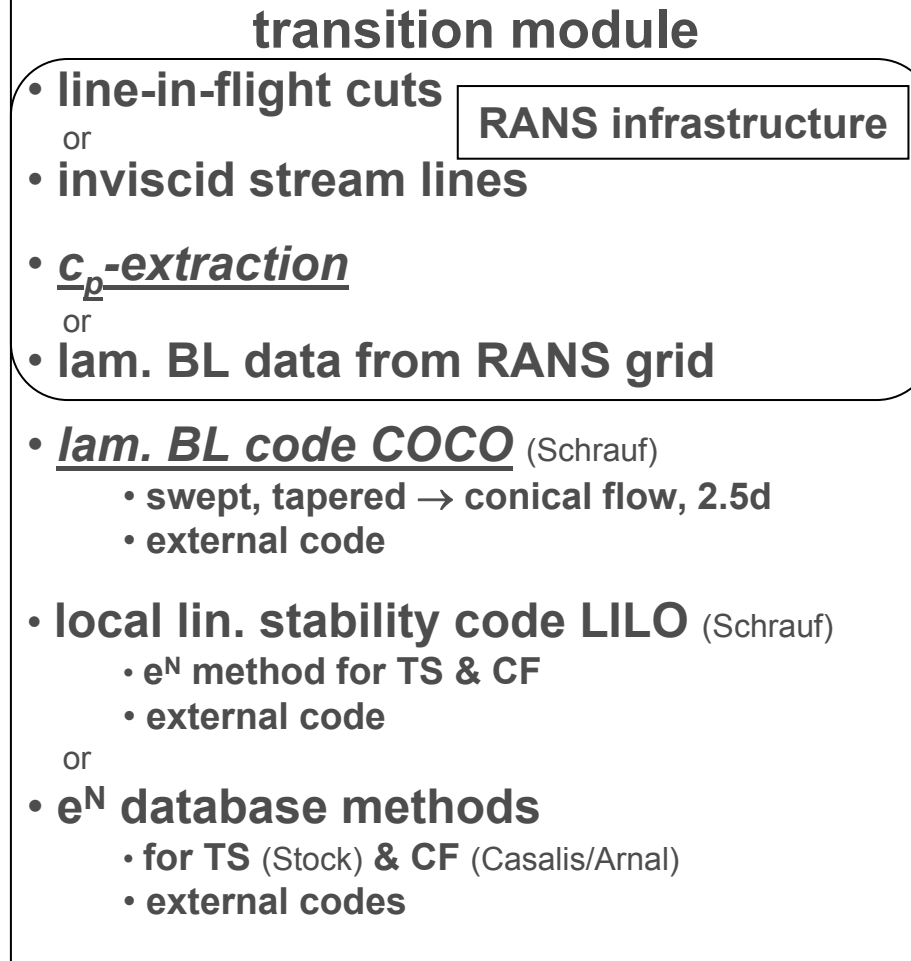 transition module
• line-in-flight cuts
RANS infrastructure
or
• inviscid stream lines
• cp-extraction
or
• lam. BL data from RANS grid
• lam. BL code COCO (Schrauf)
• swept, tapered → conical flow, 2.5d
• external code
• local lin. stability code LILO (Schrauf)
• eN method for TS & CF
• external code
or
• eN database methods
• for TS (Stock) & CF (Casalis/Arnal)
• external codes